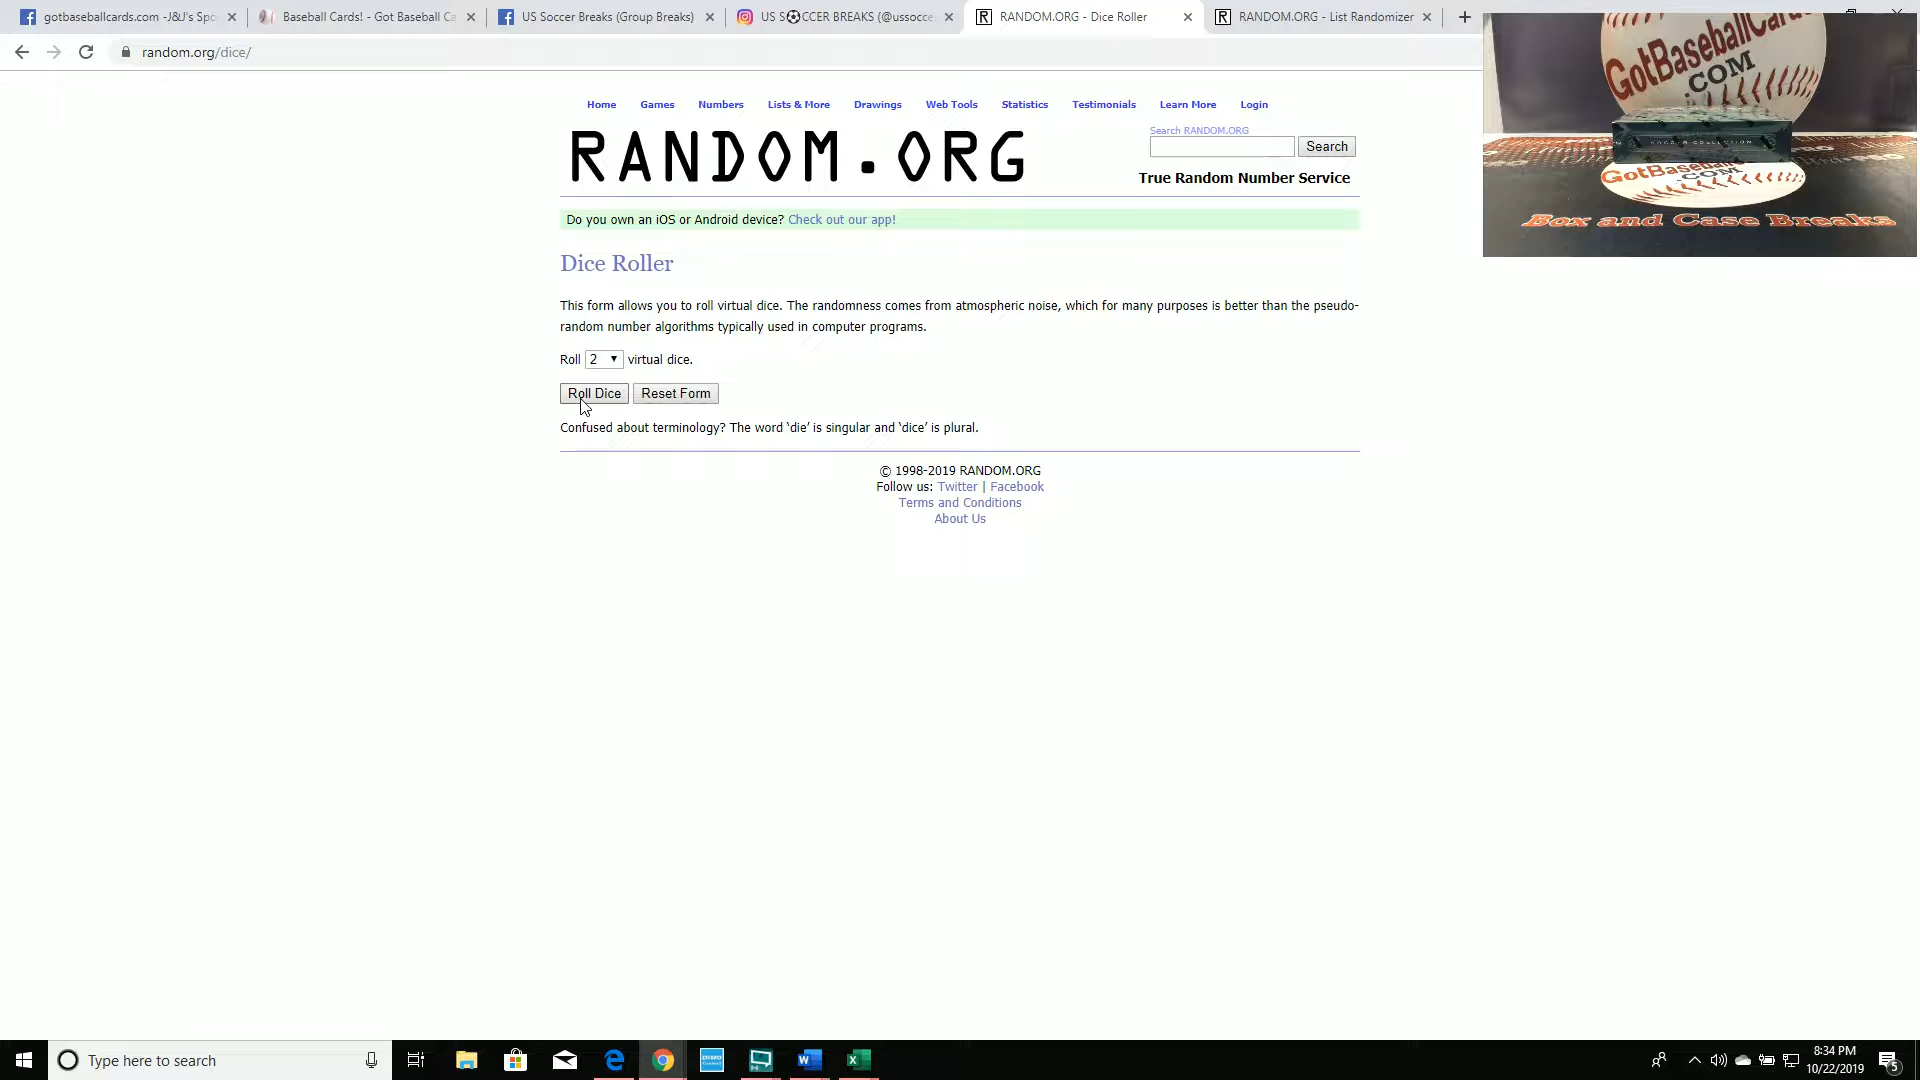 gotbaseballcards.com -J&J's Spo
Baseball Cards! - Got Baseball Ca
US Soccer Breaks (Group Breaks)
US S⚽CCER BREAKS (@ussocce
RANDOM.ORG - Dice Roller
RANDOM.ORG - List Randomizer
random.org/dice/
Home Games Numbers Lists & More Drawings Web Tools Statistics Testimonials Learn More Login
RANDOM.ORG
Search RANDOM.ORG
Search
True Random Number Service
Do you own an iOS or Android device? Check out our app!
Dice Roller
This form allows you to roll virtual dice. The randomness comes from atmospheric noise, which for many purposes is better than the pseudo-
random number algorithms typically used in computer programs.
Roll 2 virtual dice.
Roll Dice Reset Form
Confused about terminology? The word ‘die’ is singular and ‘dice’ is plural.
© 1998-2019 RANDOM.ORG
Follow us: Twitter | Facebook
Terms and Conditions
About Us
GotBaseballCards
.COM
SOCCER COLLECTION
GotBaseba
.COM
Box and Case Breaks
Type here to search
8:34 PM
10/22/2019
5